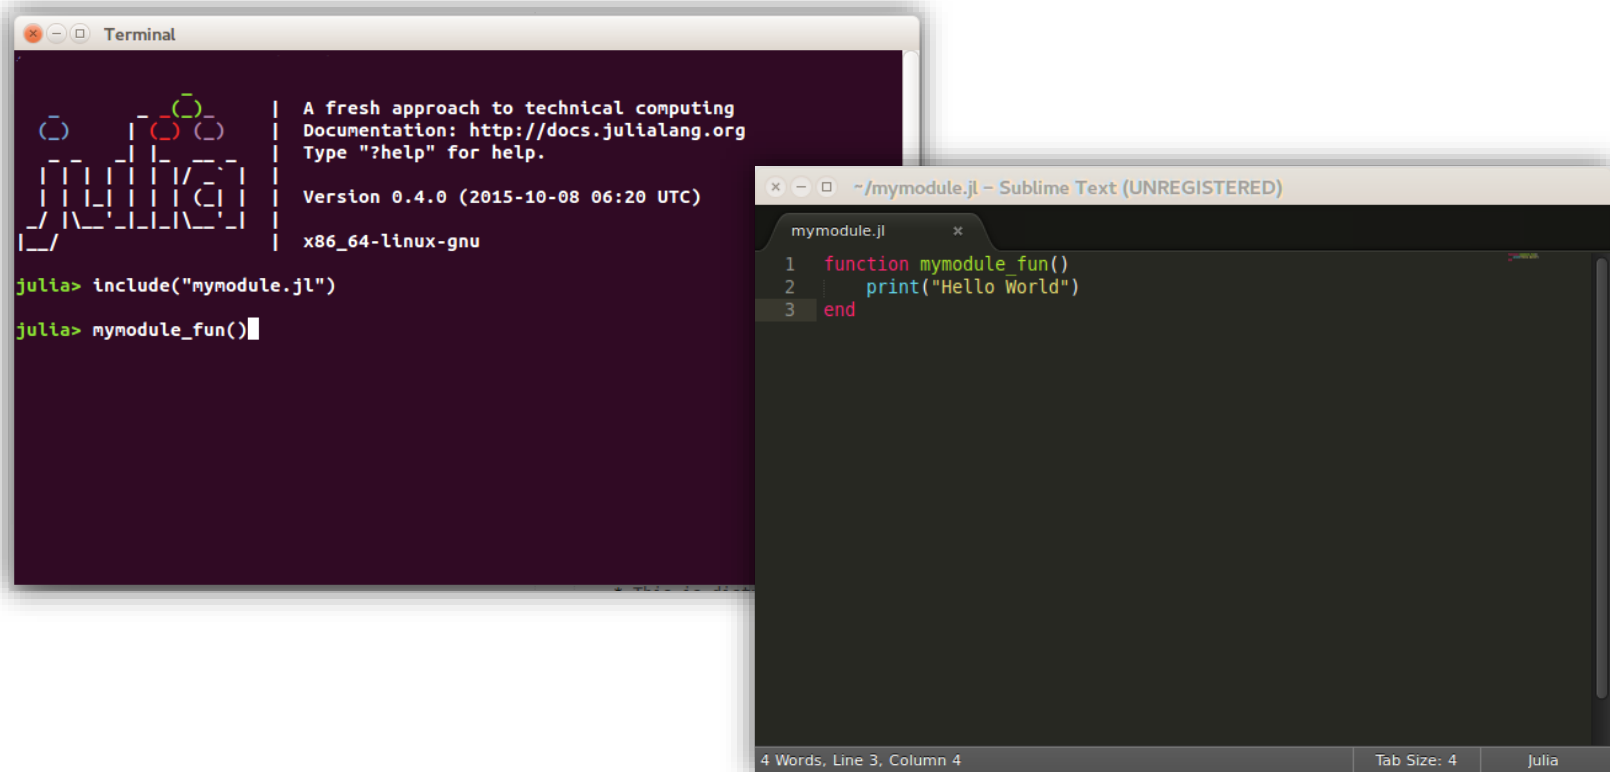 Terminal
A fresh approach to technical computing
Documentation: http://docs.julialang.org
Type "?help" for help.
Version 0.4.0 (2015-10-08 06:20 UTC)
x86_64-linux-gnu
julia> include("mymodule.jl")
julia> mymodule_fun()
* This is dist
~/mymodule.jl – Sublime Text (UNREGISTERED)
mymodule.jl ×
1 function mymodule_fun()
2 print("Hello World")
3 end
4 Words, Line 3, Column 4
Tab Size: 4
Julia